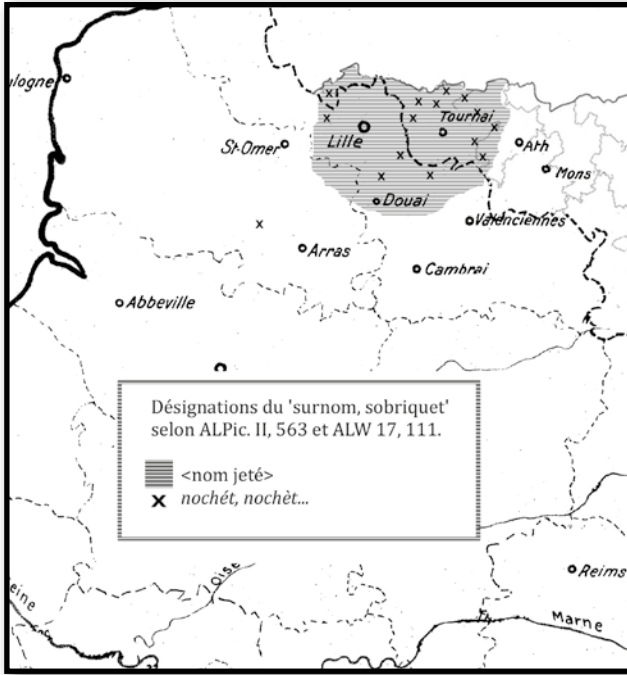 ulogne
St-Omer
Lille
Tournai
Ath
Mons
Douai
Valenciennes
Arras
Cambrai
Abbeville
Désignations du 'surnom, sobriquet'
selon ALPic. II, 563 et ALW 17, 111.
<nom jeté>
x nochét, nochèt...
Oise
Reims
eine
Marne